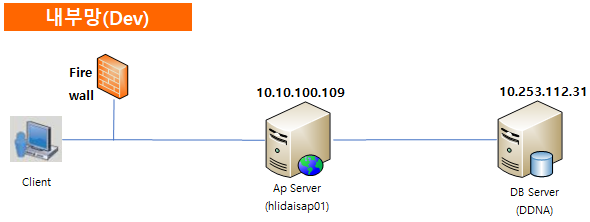 내부망(Dev)
Fire
wall
10.10.100.109
10.253.112.31
Client
Ap Server
(hlidaisap01)
DB Server
(DDNA)